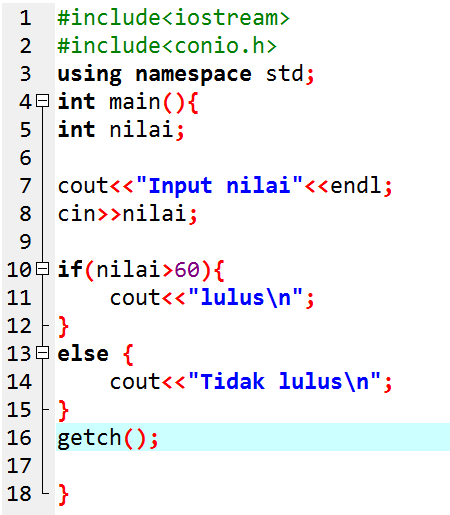 1 #include<iostream>
2 #include<conio.h>
3 using namespace std;
4 int main(){
5 int nilai;
6
7 cout<<"Input nilai"<<endl;
8 cin>>nilai;
9
10 if(nilai>60){
11     cout<<"lulus\n";
12 }
13 else {
14     cout<<"Tidak lulus\n";
15 }
16 getch();
17
18 }